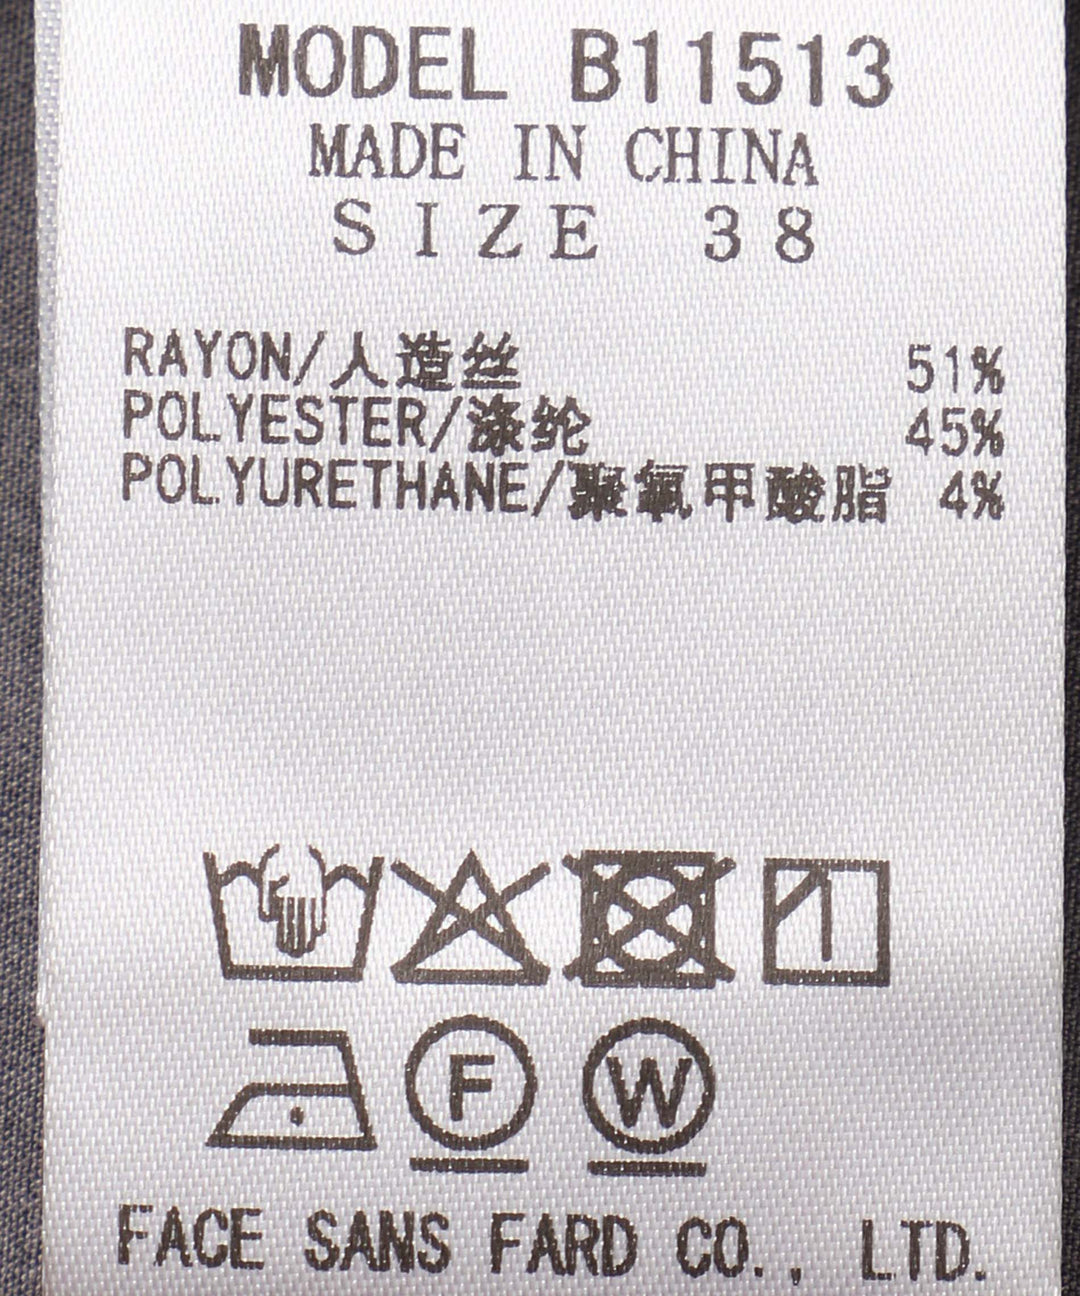 MODEL B11513
MADE IN CHINA
SIZE 38
RAYON/人造丝 51%
POLYESTER/涤纶 45%
POLYURETHANE/聚氧甲酸脂 4%
F W
FACE SANS FARD CO., LTD.